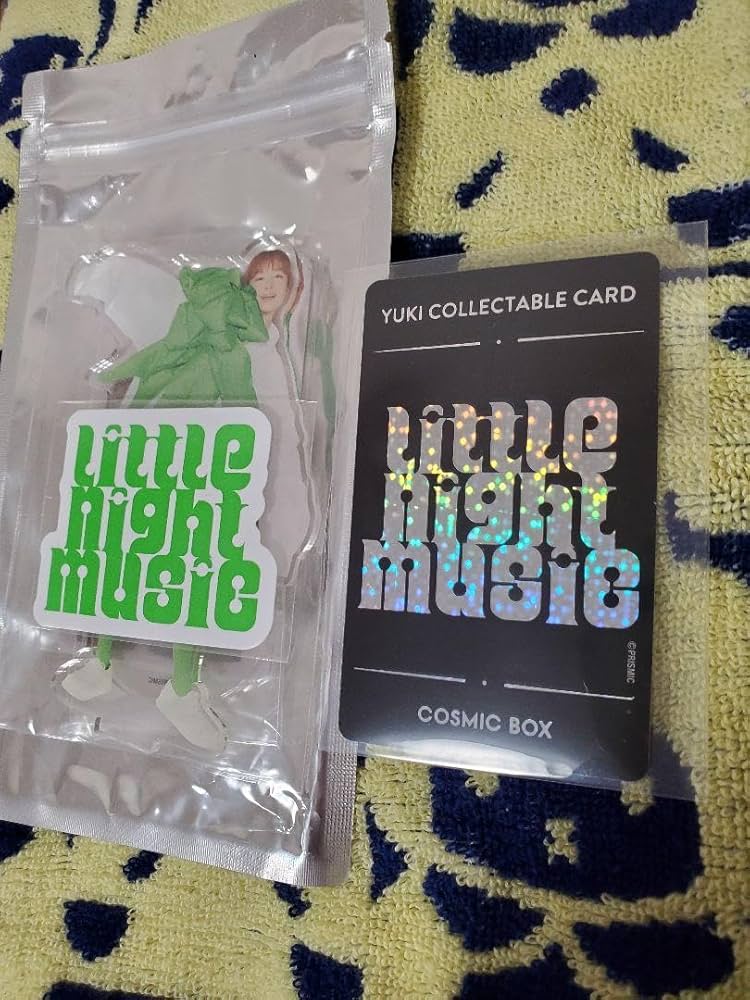 little
night
music
YUKI COLLECTABLE CARD
little
night
music
©PRISMIC
COSMIC BOX